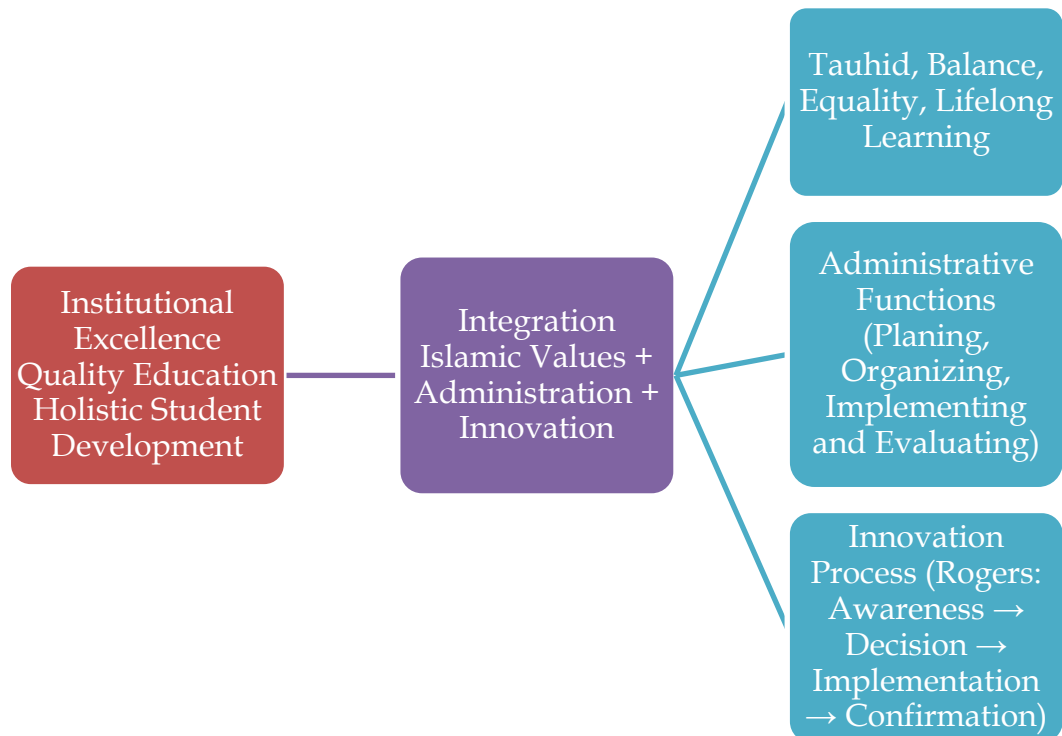 Institutional
Excellence
Quality Education
Holistic Student
Development
Integration
Islamic Values +
Administration +
Innovation
Tauhid, Balance,
Equality, Lifelong
Learning
Administrative
Functions
(Planing,
Organizing,
Implementing
and Evaluating)
Innovation
Process (Rogers:
Awareness →
Decision →
Implementation
→ Confirmation)